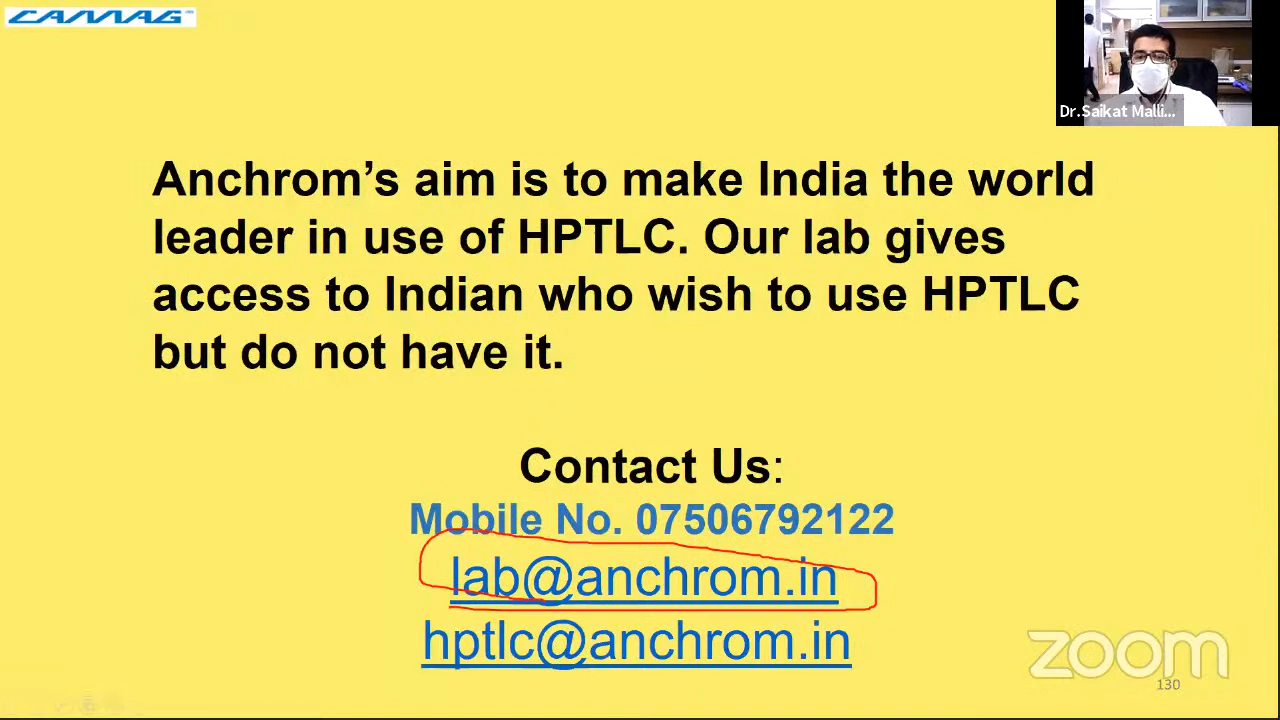 CAMAG
Dr.Saikat Malli...
Anchrom’s aim is to make India the world
leader in use of HPTLC. Our lab gives
access to Indian who wish to use HPTLC
but do not have it.
Contact Us:
Mobile No. 07506792122
lab@anchrom.in
hptlc@anchrom.in
zoom
130